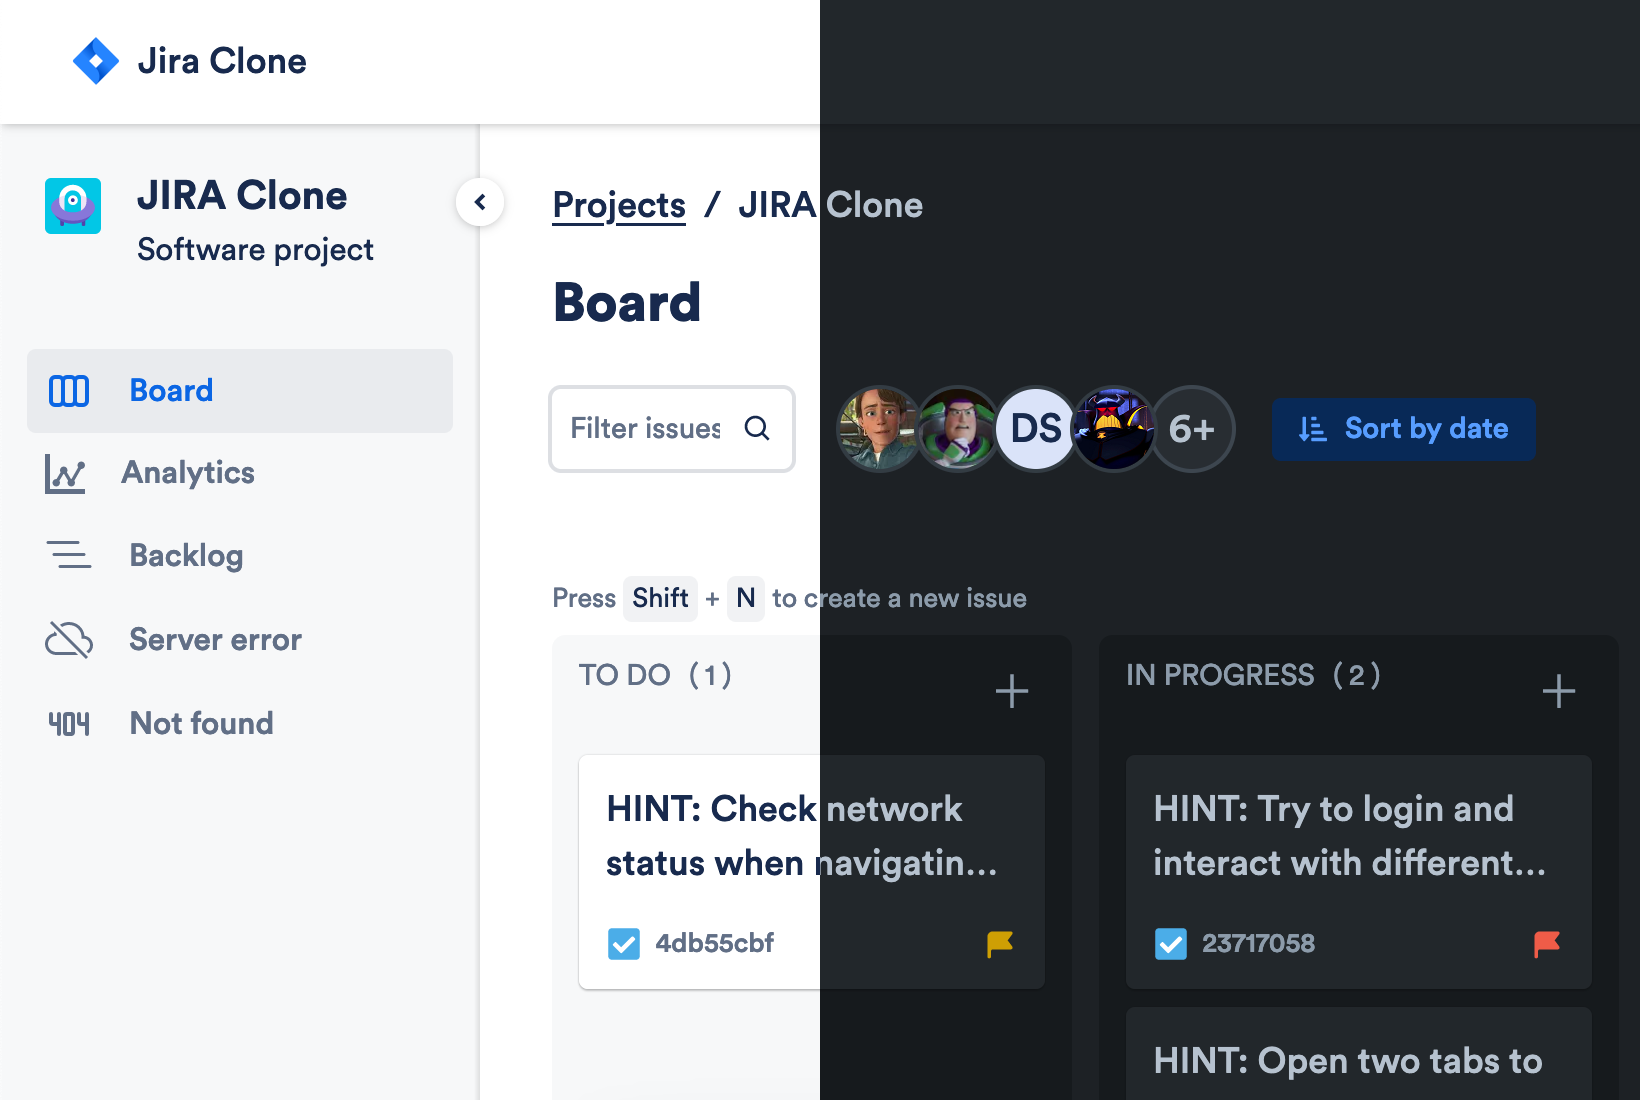 Jira Clone
JIRA Clone
Software project
Board
Analytics
Backlog
Server error
404 Not found
Projects / JIRA Clone
Board
Filter issues
DS
6+
Sort by date
Press Shift + N to create a new issue
TO DO (1)
HINT: Check network
status when navigatin...
4db55cbf
IN PROGRESS (2)
HINT: Try to login and
interact with different...
23717058
HINT: Open two tabs to